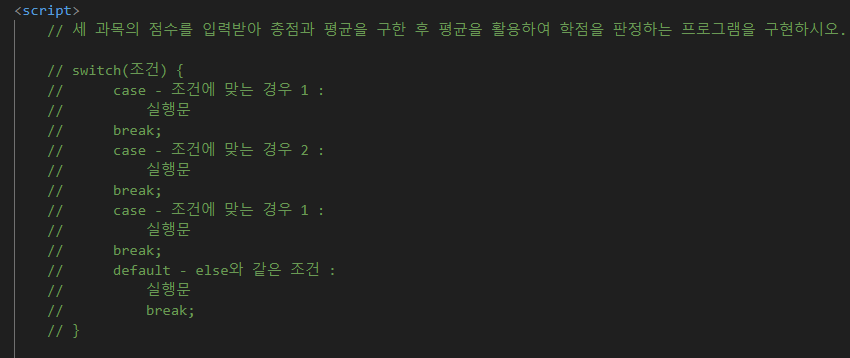 <script>
// 세 과목의 점수를 입력받아 총점과 평균을 구한 후 평균을 활용하여 학점을 판정하는 프로그램을 구현하시오.
// switch(조건) {
// case - 조건에 맞는 경우 1 :
// 실행문
// break;
// case - 조건에 맞는 경우 2 :
// 실행문
// break;
// case - 조건에 맞는 경우 1 :
// 실행문
// break;
// default - else와 같은 조건 :
// 실행문
// break;
// }